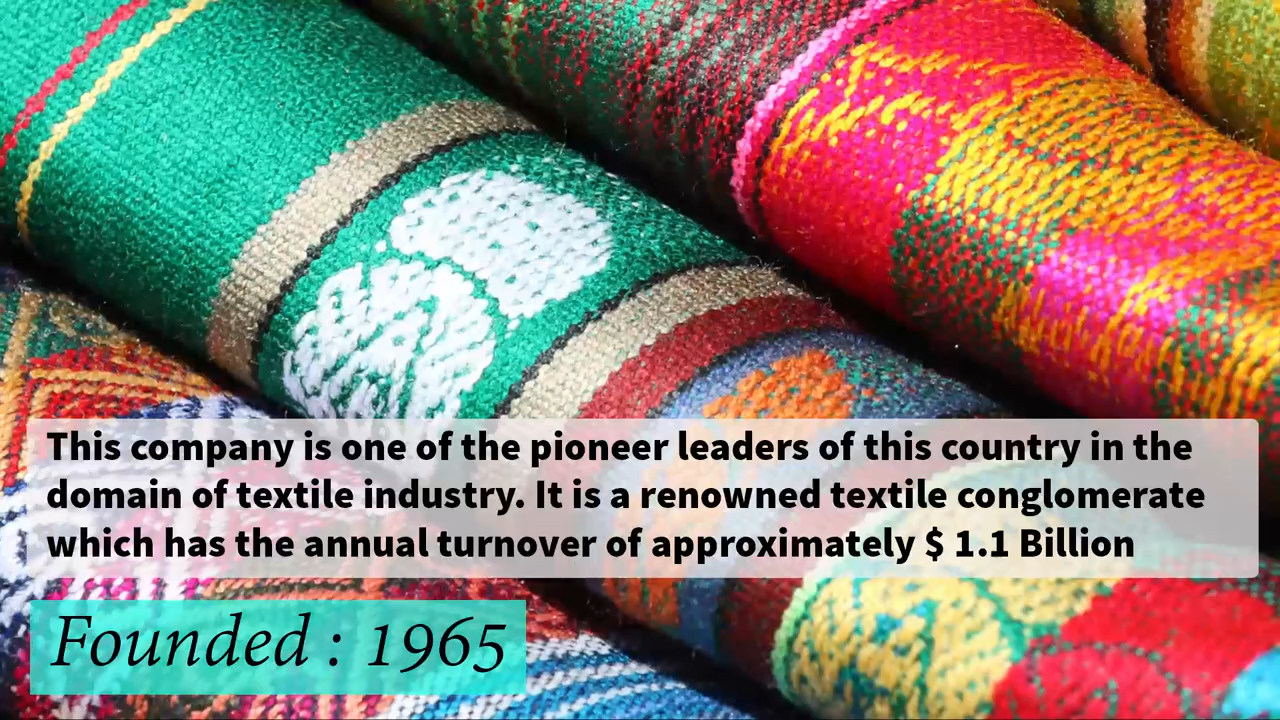 This company is one of the pioneer leaders of this country in the
domain of textile industry. It is a renowned textile conglomerate
which has the annual turnover of approximately $ 1.1 Billion
Founded : 1965